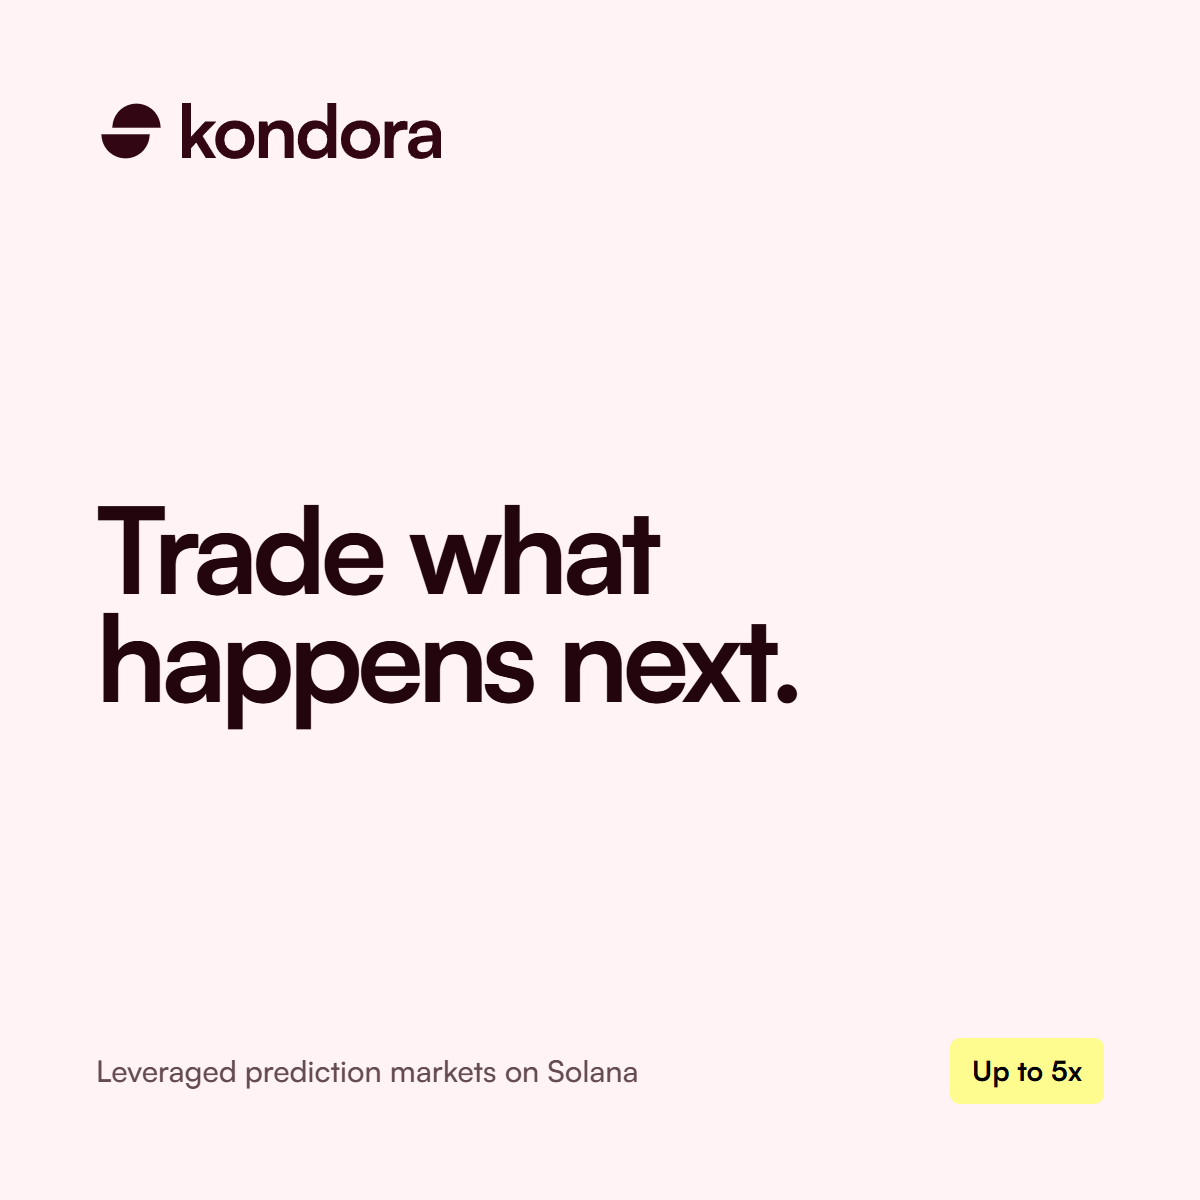 kondora
Trade what
happens next.
Leveraged prediction markets on Solana
Up to 5x